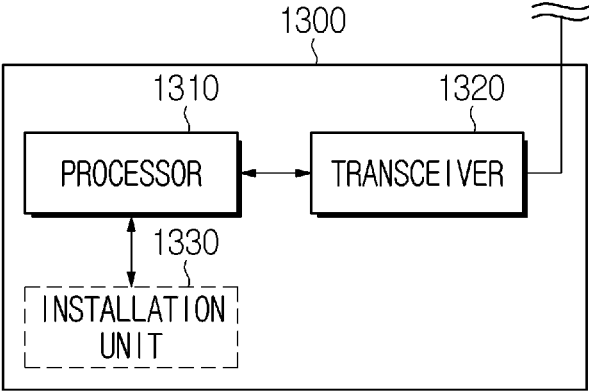 1300
1310
1320
PROCESSOR
TRANSCEIVER
1330
INSTALLATION
UNIT